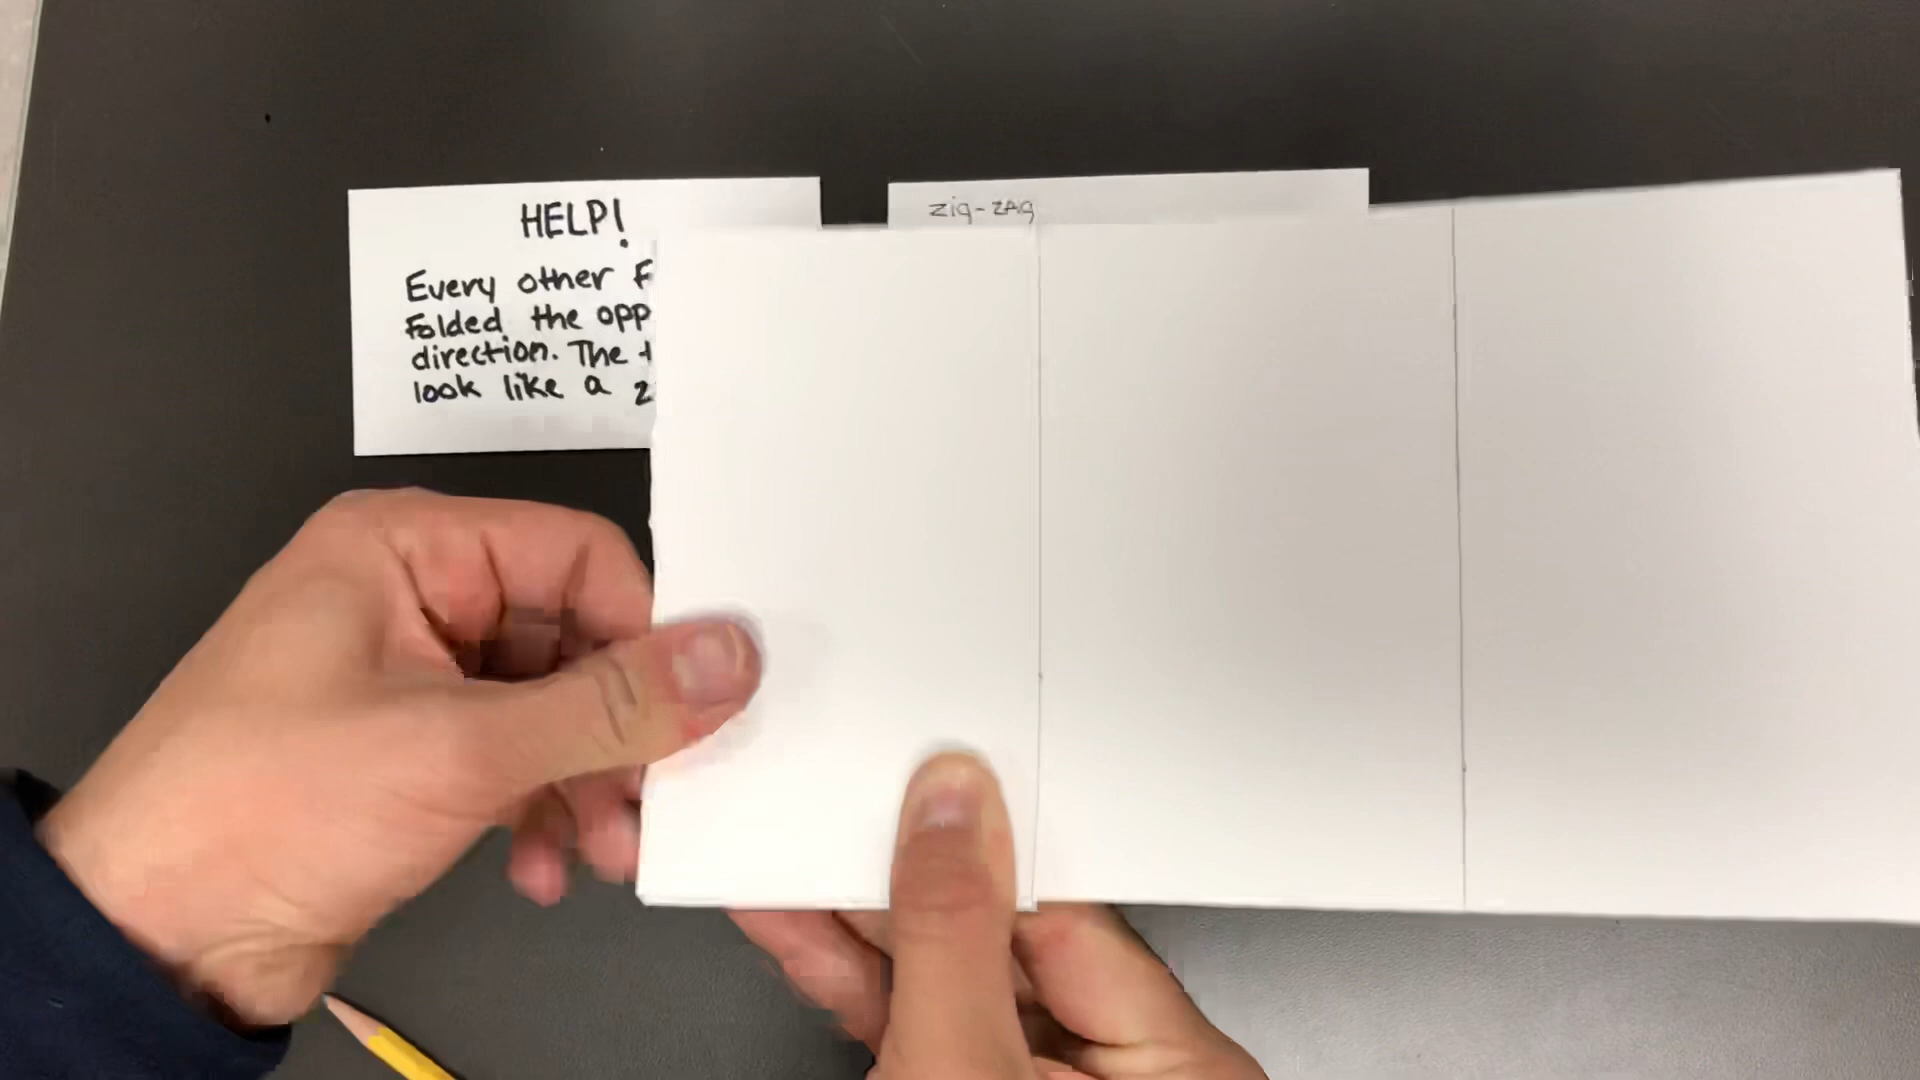 HELP!
Every other
Folded the opp
direction. The
look like a
zig-zAg